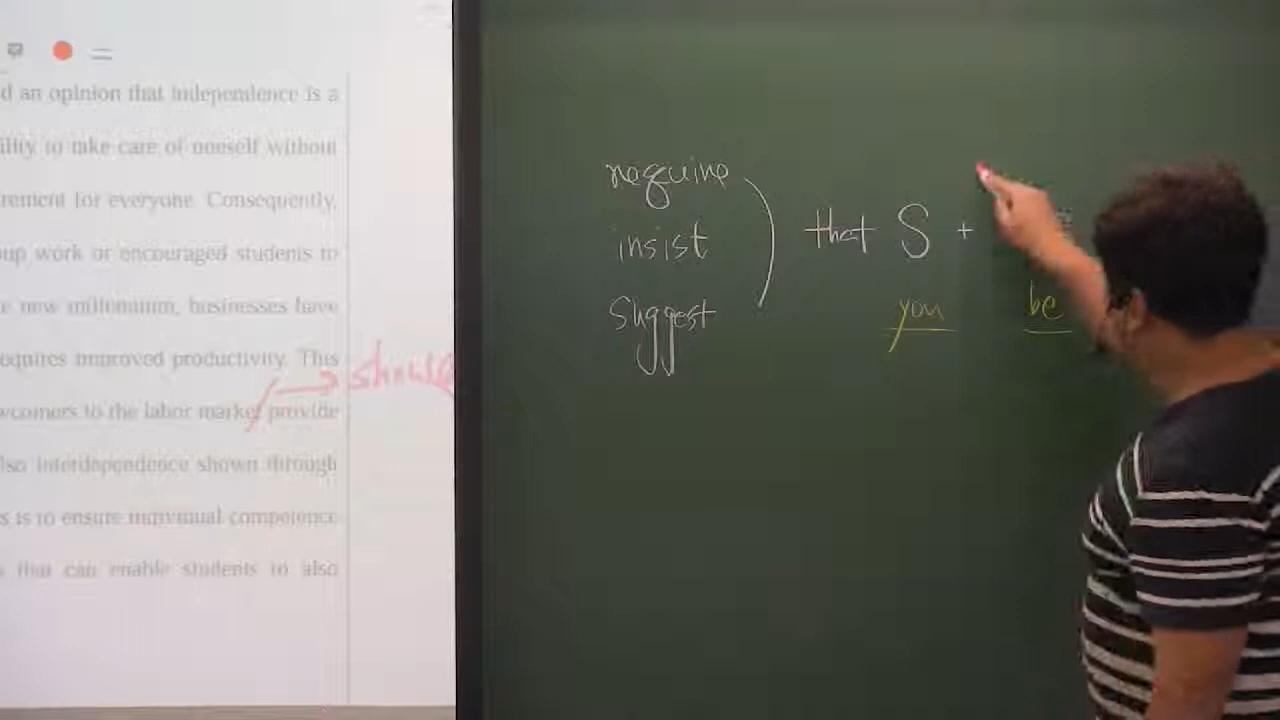 d an opinion that independence is a
ility to take care of oneself without
rement for everyone. Consequently,
oup work or encouraged students to
e new millennium, businesses have
equires improved productivity. This
→ should
wcomers to the labor market provide
lso interdependence shown through
s is to ensure individual competence
s that can enable students to also
require
insist
suggest
that S +
you be